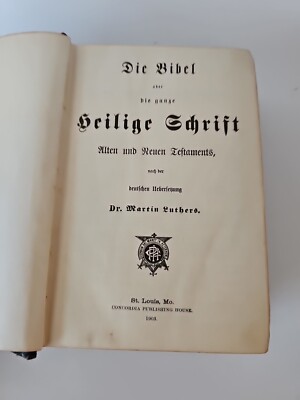 Die Bibel
oder
die ganze
Heilige Schrift
Alten und Neuen Testaments,
nach der
deutschen Uebersetzung
Dr. Martin Luthers.
St. Louis, Mo.
CONCORDIA PUBLISHING HOUSE.